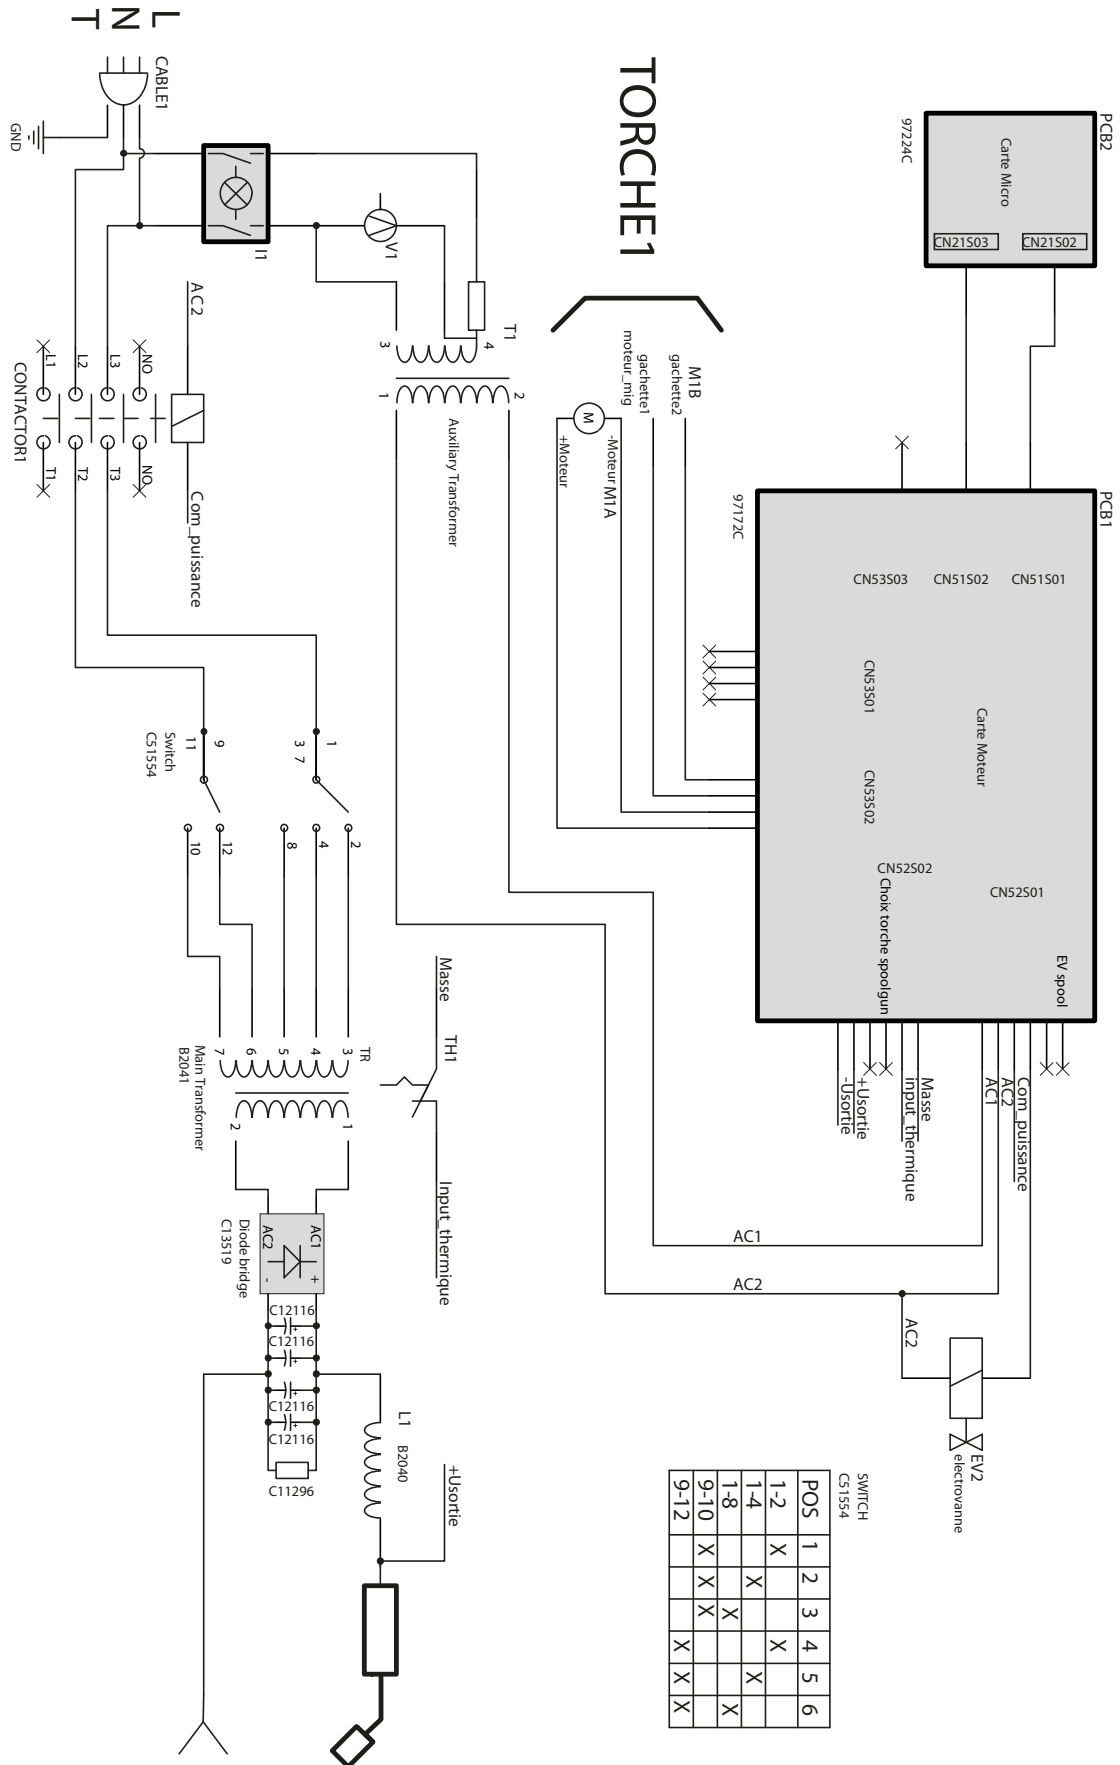 L
N
T
CABLE1
GND
I1
V1
T1
4
3
2
1
Auxiliary Transformer
AC2
Com_puissance
NO
L3
L2
L1
NO
T3
T2
T1
CONTACTOR1
TORCHE1
M1B
gachette2
gachette1
moteur_mig
M
-Moteur M1A
+Moteur
PCB2
97224C
Carte Micro
CN21S03
CN21S02
PCB1
97172C
CN53S03
CN51S02
CN51S01
CN53S01
Carte Moteur
CN53S02
CN52S02
Choix torche spoolgun
CN52S01
EV spool
Com_puissance
AC2
AC1
Masse
input_thermique
+Usortie
-Usortie
AC1
AC2
AC2
EV2
electrovanne
1
3 7
9
11
Switch
C51554
2
4
8
12
10
TR
3
4
5
6
7
Main Transformer
B2041
1
2
Masse
TH1
Input_thermique
AC1
AC2
+
-
Diode bridge
C13519
C12116
C12116
C12116
C12116
+
+
+
+
C11296
L1
B2040
+Usortie
SWITCH
C51554
POS 1 2 3 4 5 6
1-2 X X
1-4 X X
1-8 X X
9-10 X X X
9-12 X X X